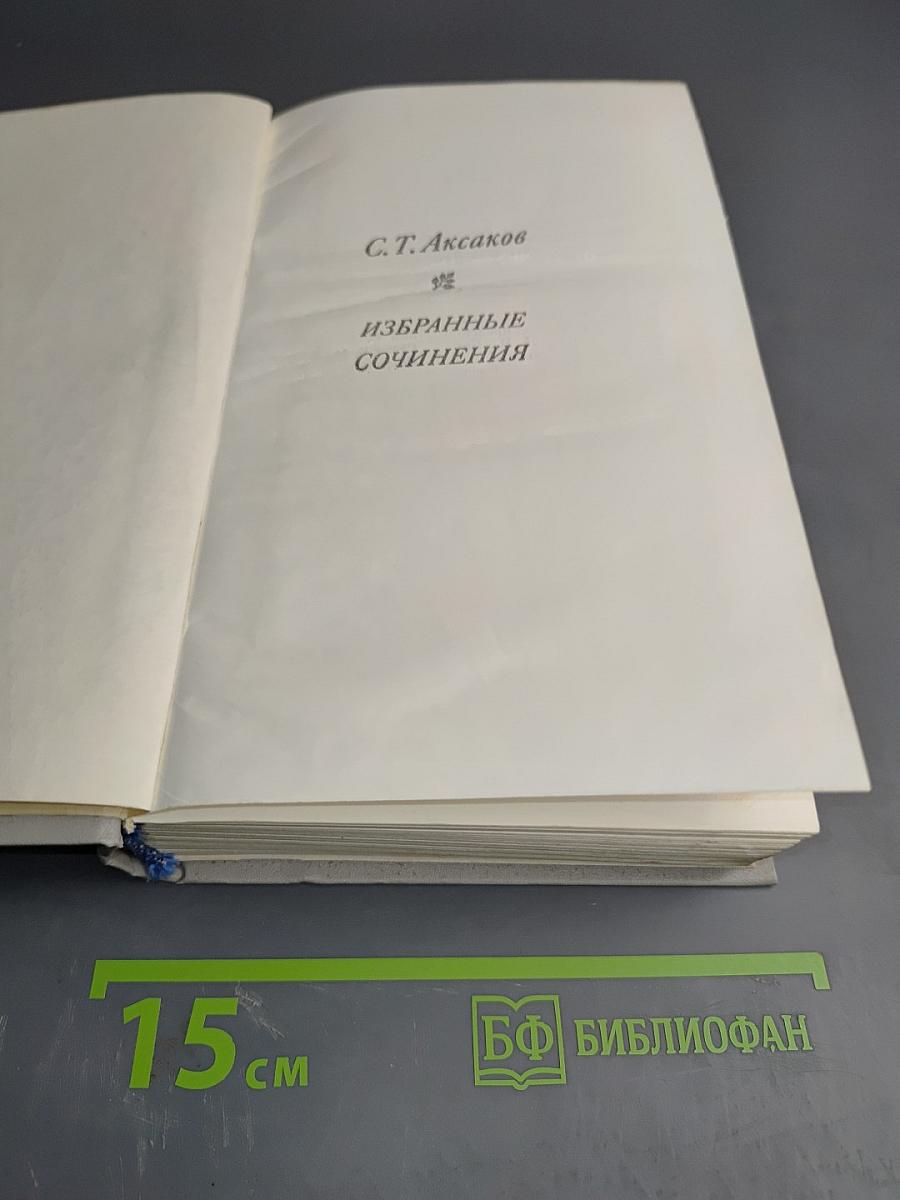 С. Т. Аксаков
ИЗБРАННЫЕ
СОЧИНЕНИЯ
15 см
БФ БИБЛИОФАН